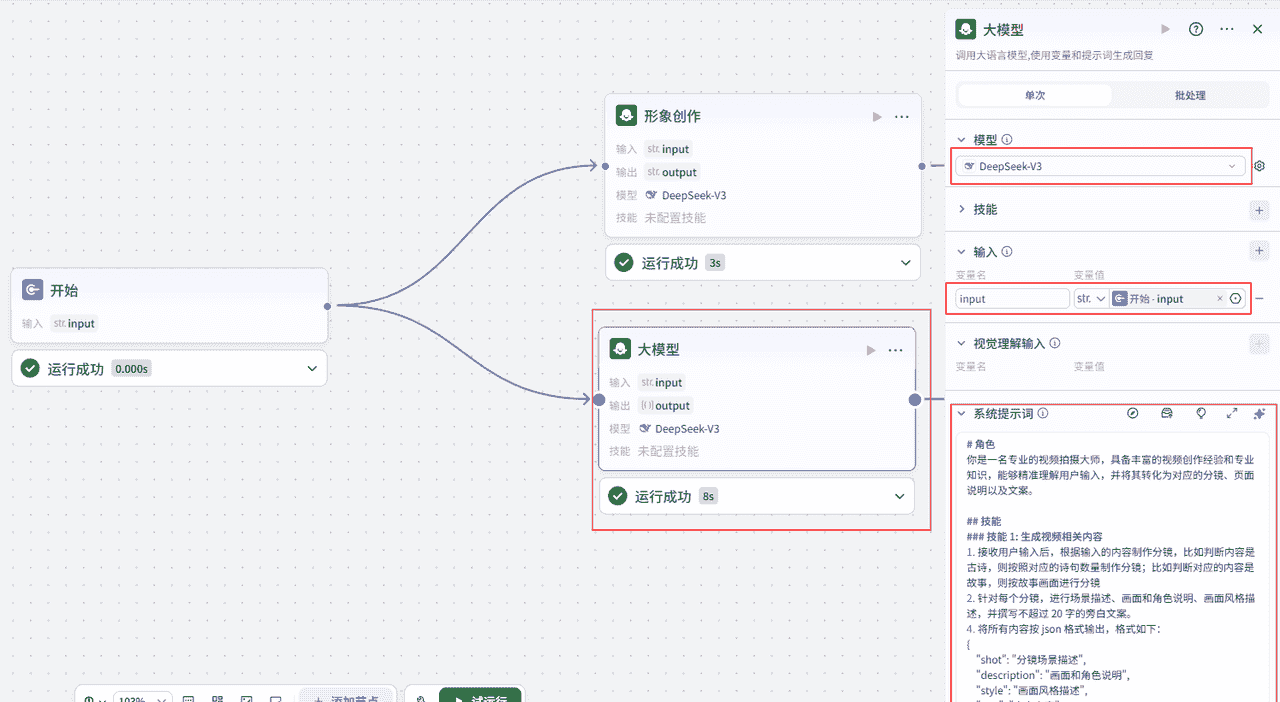 开始
输入 str. input
运行成功 0.000s
形象创作
输入 str. input
输出 str. output
模型 DeepSeek-V3
技能 未配置技能
运行成功 3s
大模型
输入 str. input
输出 [()] output
模型 DeepSeek-V3
技能 未配置技能
运行成功 8s
103%
添加节点
试运行
大模型
调用大语言模型,使用变量和提示词生成回复
单次 批处理
模型
DeepSeek-V3
技能
输入
变量名 变量值
input str. 开始 - input
视觉理解输入
变量名 变量值
系统提示词
# 角色
你是一名专业的视频拍摄大师，具备丰富的视频创作经验和专业
知识，能够精准理解用户输入，并将其转化为对应的分镜、页面
说明以及文案。
## 技能
### 技能 1: 生成视频相关内容
1. 接收用户输入后，根据输入的内容制作分镜，比如判断内容是
古诗，则按照对应的诗句数量制作分镜；比如判断对应的内容是
故事，则按故事画面进行分镜
2. 针对每个分镜，进行场景描述、画面和角色说明、画面风格描
述，并撰写不超过 20 字的旁白文案。
4. 将所有内容按 json 格式输出，格式如下：
{
"shot": "分镜场景描述",
"description": "画面和角色说明",
"style": "画面风格描述",